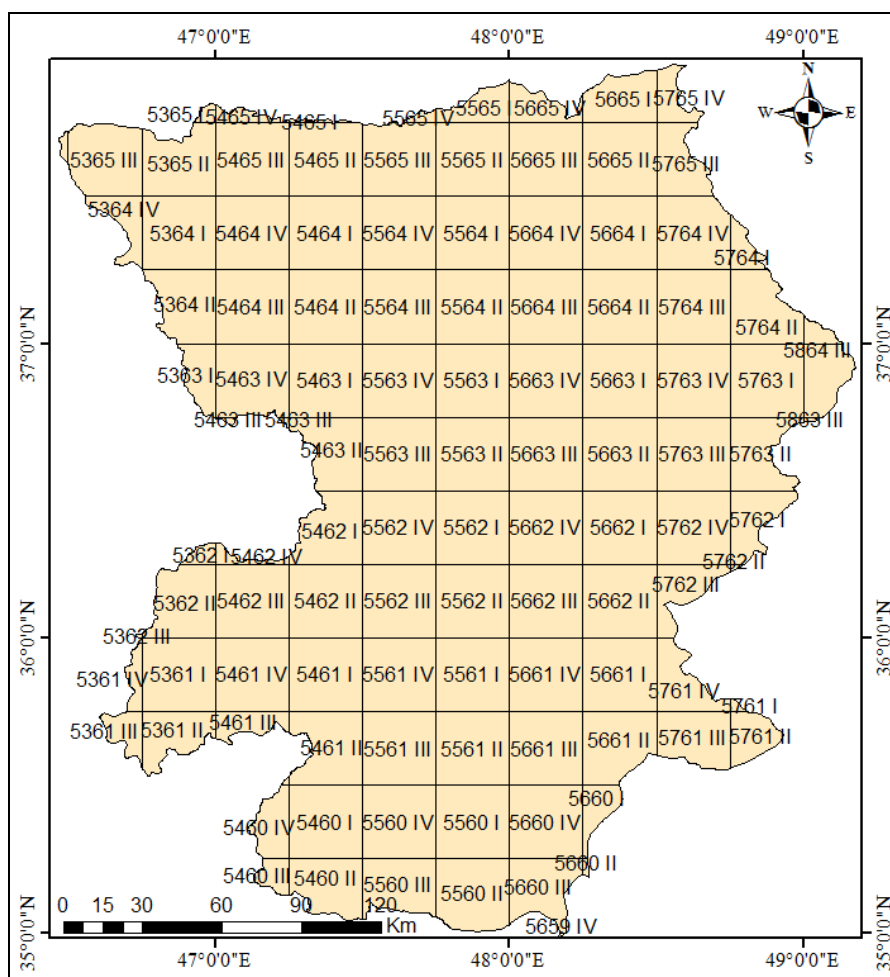 47°0'0"E 48°0'0"E 49°0'0"E
N
W E
S
5365 I 5465 IV 5465 I 5565 IV 5565 I 5665 IV 5665 I 5765 IV
5365 III 5365 II 5465 III 5465 II 5565 III 5565 II 5665 III 5665 II 5765 III
5364 IV
5364 I 5464 IV 5464 I 5564 IV 5564 I 5664 IV 5664 I 5764 IV 5764 I
5364 II 5464 III 5464 II 5564 III 5564 II 5664 III 5664 II 5764 III 5764 II
37°0'0"N 5864 III 37°0'0"N
5363 I 5463 IV 5463 I 5563 IV 5563 I 5663 IV 5663 I 5763 IV 5763 I
5463 III 5463 III 5863 III
5463 II 5563 III 5563 II 5663 III 5663 II 5763 III 5763 II
5462 I 5562 IV 5562 I 5662 IV 5662 I 5762 IV 5762 I
5362 I 5462 IV 5762 II
5362 II 5462 III 5462 II 5562 III 5562 II 5662 III 5662 II 5762 III
36°0'0"N 5362 III 36°0'0"N
5361 IV 5361 I 5461 IV 5461 I 5561 IV 5561 I 5661 IV 5661 I 5761 IV
5761 I
5361 III 5361 II 5461 III 5461 II 5561 III 5561 II 5661 III 5661 II 5761 III 5761 II
5660 I
5460 IV 5460 I 5560 IV 5560 I 5660 IV
5660 II
5460 III 5460 II 5560 III 5560 II 5660 III
0 15 30 60 90 120
Km
5659 IV
35°0'0"N 35°0'0"N
47°0'0"E 48°0'0"E 49°0'0"E